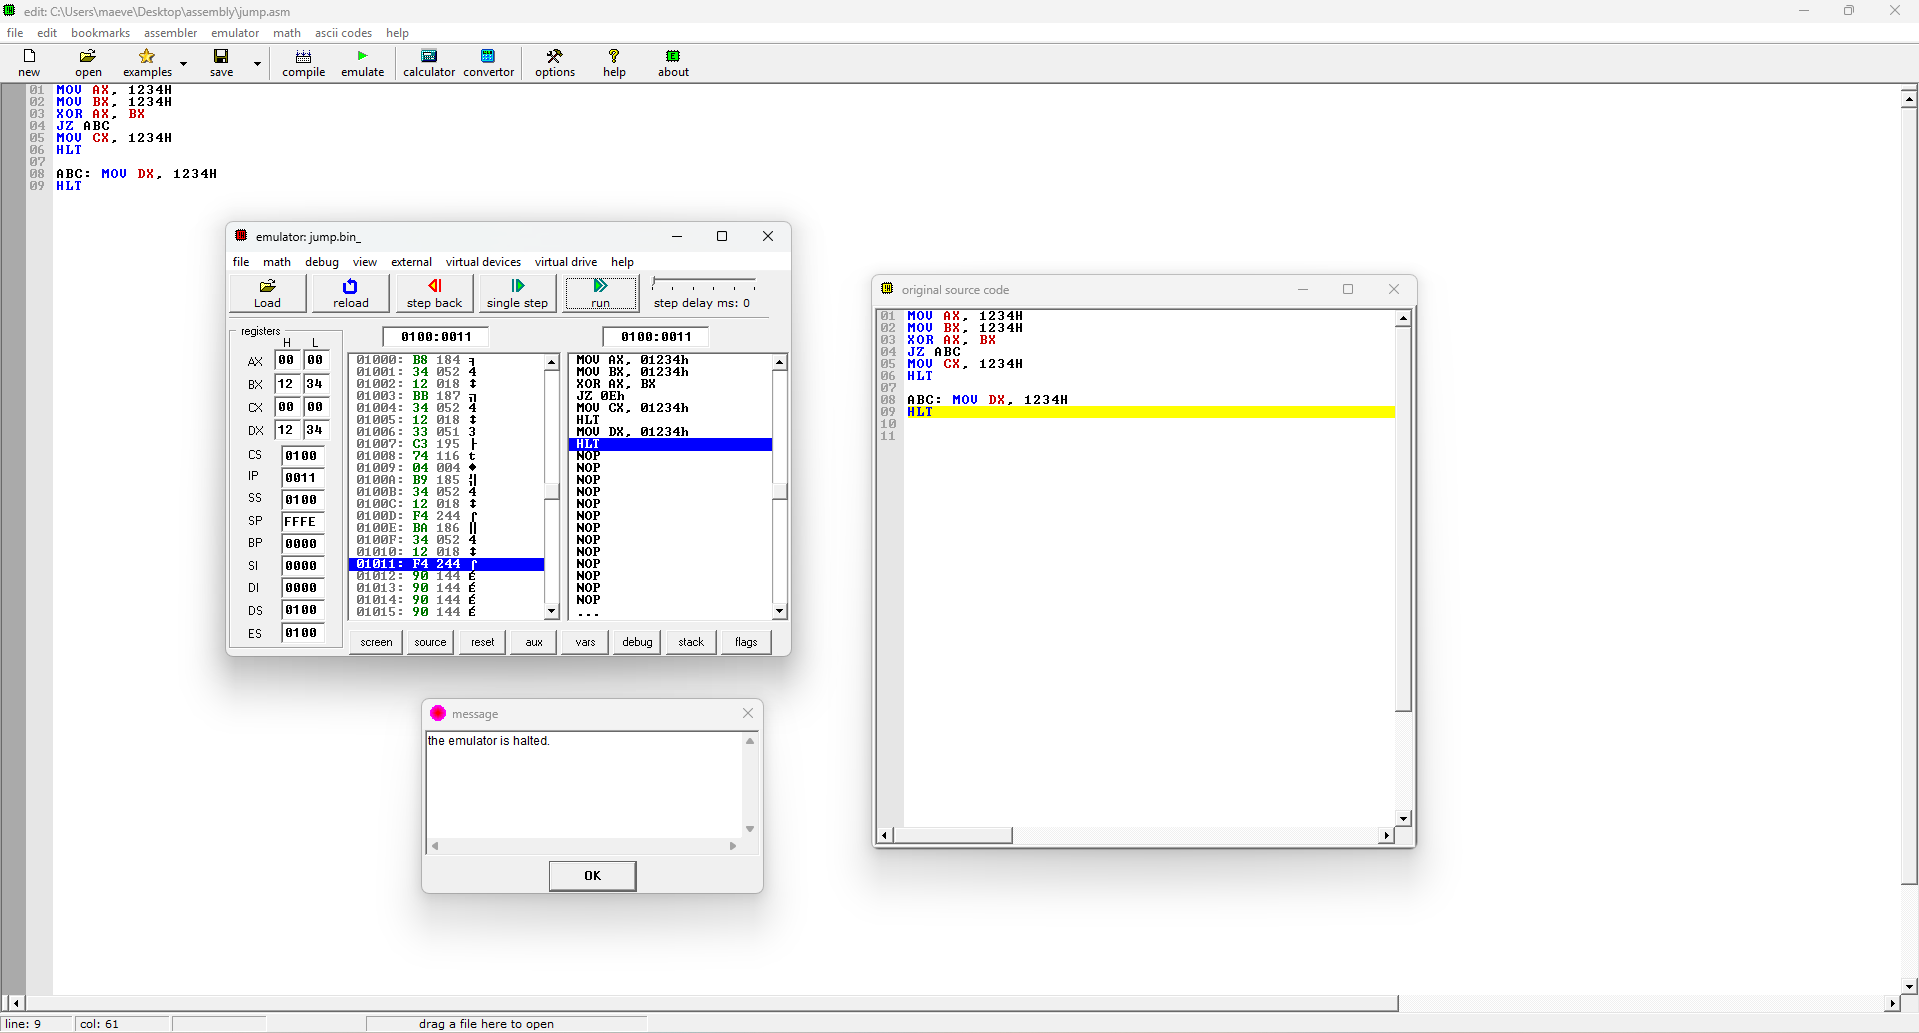 edit: C:\Users\maeve\Desktop\assembly\jump.asm
file edit bookmarks assembler emulator math ascii codes help
new open examples save compile emulate calculator convertor options help about
01 MOV AX, 1234H
02 MOV BX, 1234H
03 XOR AX, BX
04 JZ ABC
05 MOV CX, 1234H
06 HLT
07
08 ABC: MOV DX, 1234H
09 HLT
emulator: jump.bin_
file math debug view external virtual devices virtual drive help
Load reload step back single step run step delay ms: 0
registers
H L
AX 00 00
BX 12 34
CX 00 00
DX 12 34
CS 0100
IP 0011
SS 0100
SP FFFE
BP 0000
SI 0000
DI 0000
DS 0100
ES 0100
0100:0011
01000: B8 184 ╕
01001: 34 052 4
01002: 12 018 ↕
01003: BB 187 ╗
01004: 34 052 4
01005: 12 018 ↕
01006: 33 051 3
01007: C3 195 ├
01008: 74 116 t
01009: 04 004 ♦
0100A: B9 185 ╣
0100B: 34 052 4
0100C: 12 018 ↕
0100D: F4 244 ⌠
0100E: BA 186 ║
0100F: 34 052 4
01010: 12 018 ↕
01011: F4 244 ⌠
01012: 90 144 É
01013: 90 144 É
01014: 90 144 É
01015: 90 144 É
0100:0011
MOV AX, 01234h
MOV BX, 01234h
XOR AX, BX
JZ 0Eh
MOV CX, 01234h
HLT
MOV DX, 01234h
HLT
NOP
NOP
NOP
NOP
NOP
NOP
NOP
NOP
NOP
NOP
NOP
NOP
NOP
...
screen source reset aux vars debug stack flags
original source code
01 MOV AX, 1234H
02 MOV BX, 1234H
03 XOR AX, BX
04 JZ ABC
05 MOV CX, 1234H
06 HLT
07
08 ABC: MOV DX, 1234H
09 HLT
10
11
message
the emulator is halted.
OK
line: 9 col: 61 drag a file here to open